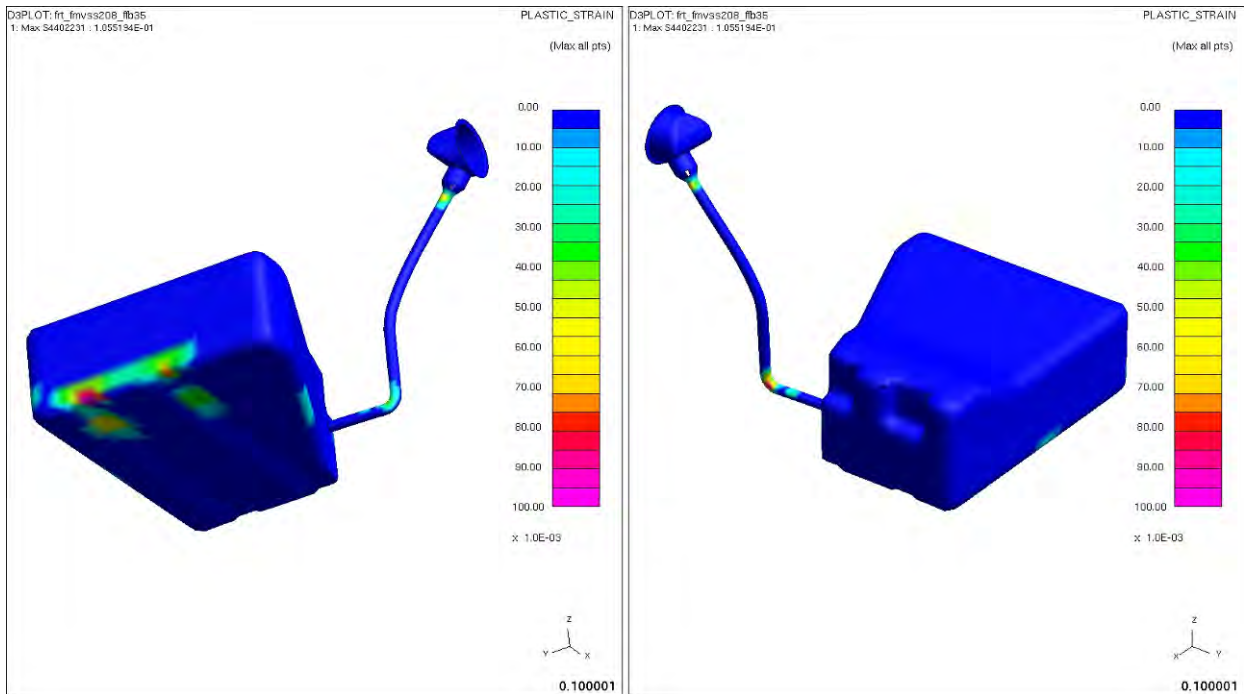 D3PLOT: frt_fmvss208_ffb35
1: Max S4402231 : 1.055194E-01
PLASTIC_STRAIN
(Max all pts)
0.00
10.00
20.00
30.00
40.00
50.00
60.00
70.00
80.00
90.00
100.00
x 1.0E-03
Z
Y X
0.100001
D3PLOT: frt_fmvss208_ffb35
1: Max S4402231 : 1.055194E-01
PLASTIC_STRAIN
(Max all pts)
0.00
10.00
20.00
30.00
40.00
50.00
60.00
70.00
80.00
90.00
100.00
x 1.0E-03
Z
X Y
0.100001